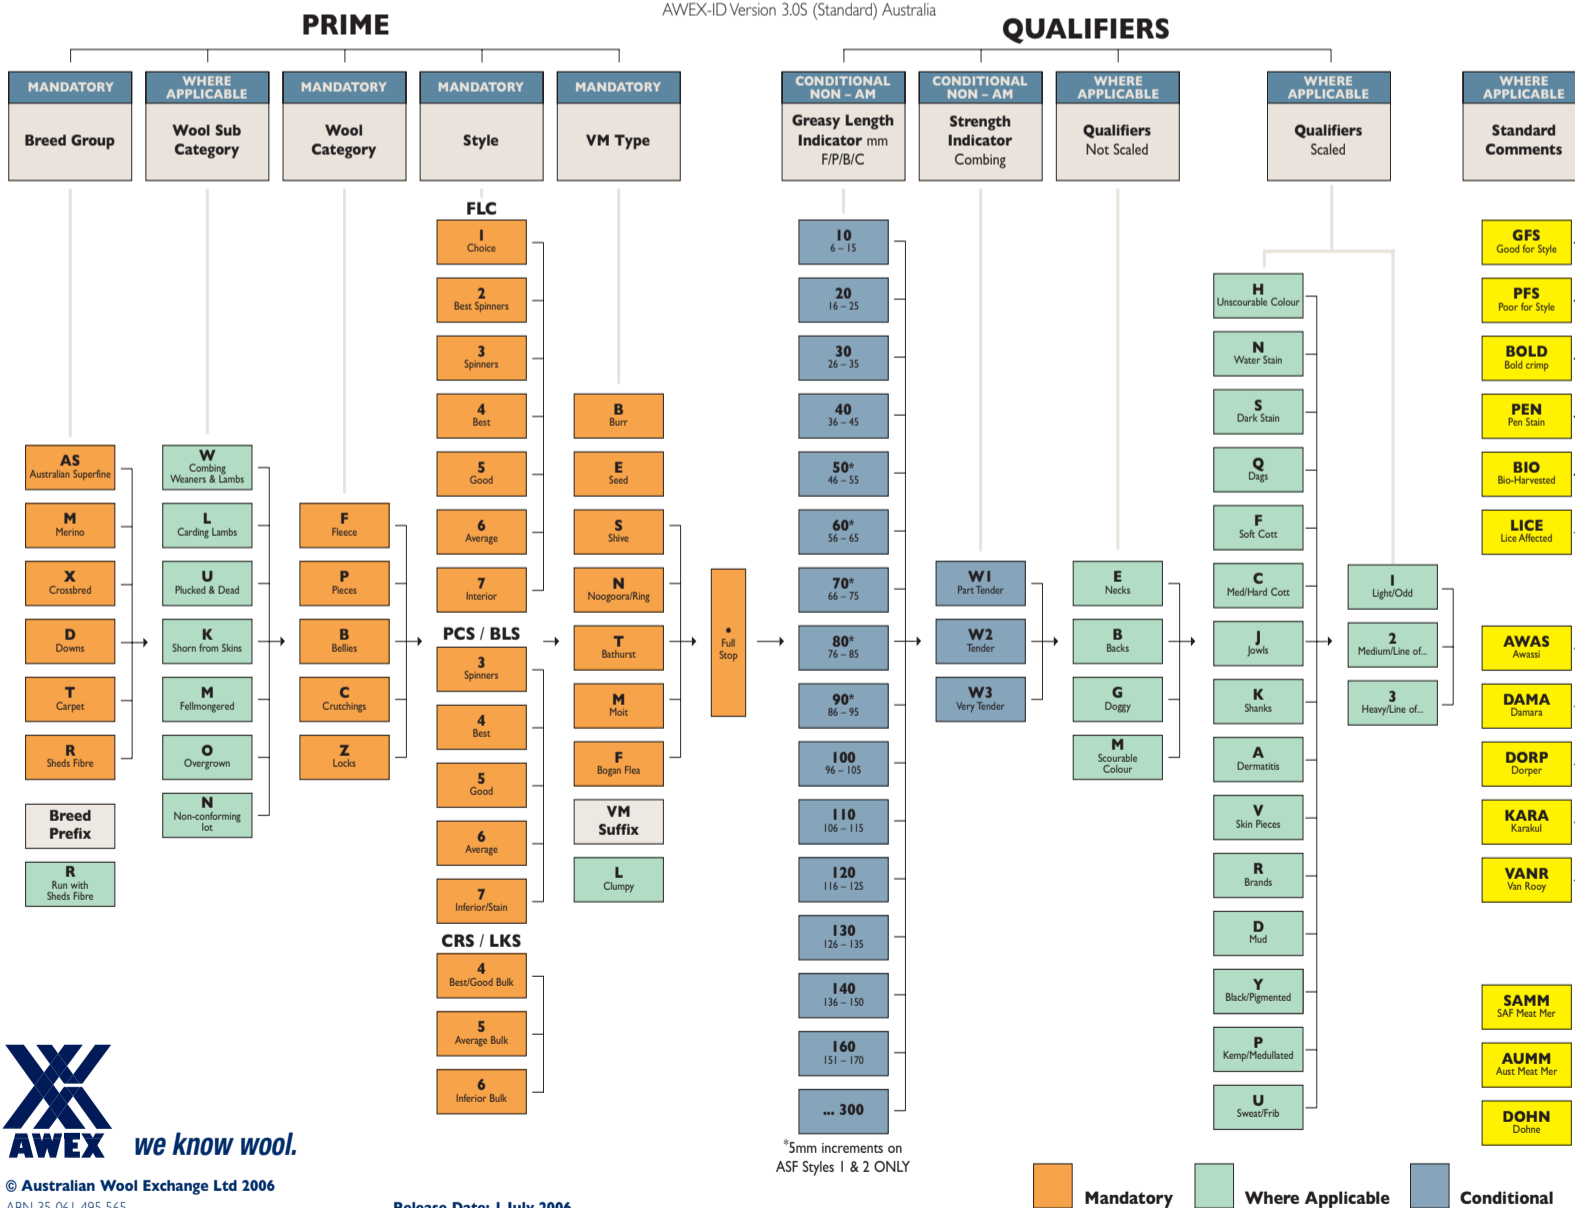 AWEX-ID Version 3.0S (Standard) Australia
PRIME
QUALIFIERS
MANDATORY
Breed Group
WHERE
APPLICABLE
Wool Sub
Category
MANDATORY
Wool
Category
MANDATORY
Style
MANDATORY
VM Type
CONDITIONAL
NON – AM
Greasy Length
Indicator mm
F/P/B/C
CONDITIONAL
NON – AM
Strength
Indicator
Combing
WHERE
APPLICABLE
Qualifiers
Not Scaled
WHERE
APPLICABLE
Qualifiers
Scaled
WHERE
APPLICABLE
Standard
Comments
AS
Australian Superfine
M
Merino
X
Crossbred
D
Downs
T
Carpet
R
Sheds Fibre
Breed
Prefix
R
Run with
Sheds Fibre
W
Combing
Weaners & Lambs
L
Carding Lambs
U
Plucked & Dead
K
Shorn from Skins
M
Fellmongered
O
Overgrown
N
Non-conforming
lot
F
Fleece
P
Pieces
B
Bellies
C
Crutchings
Z
Locks
FLC
1
Choice
2
Best Spinners
3
Spinners
4
Best
5
Good
6
Average
7
Interior
PCS / BLS
3
Spinners
4
Best
5
Good
6
Average
7
Inferior/Stain
CRS / LKS
4
Best/Good Bulk
5
Average Bulk
6
Inferior Bulk
B
Burr
E
Seed
S
Shive
N
Noogoora/Ring
T
Bathurst
M
Moit
F
Bogan Flea
VM
Suffix
L
Clumpy
•
Full
Stop
10
6 – 15
20
16 – 25
30
26 – 35
40
36 – 45
50*
46 – 55
60*
56 – 65
70*
66 – 75
80*
76 – 85
90*
86 – 95
100
96 – 105
110
106 – 115
120
116 – 125
130
126 – 135
140
136 – 150
160
151 – 170
... 300
*5mm increments on
ASF Styles 1 & 2 ONLY
W1
Part Tender
W2
Tender
W3
Very Tender
E
Necks
B
Backs
G
Doggy
M
Scourable
Colour
H
Unscourable Colour
N
Water Stain
S
Dark Stain
Q
Dags
F
Soft Cott
C
Med/Hard Cott
J
Jowls
K
Shanks
A
Dermatitis
V
Skin Pieces
R
Brands
D
Mud
Y
Black/Pigmented
P
Kemp/Medullated
U
Sweat/Frib
1
Light/Odd
2
Medium/Line of...
3
Heavy/Line of...
GFS
Good for Style
PFS
Poor for Style
BOLD
Bold crimp
PEN
Pen Stain
BIO
Bio-Harvested
LICE
Lice Affected
AWAS
Awassi
DAMA
Damara
DORP
Dorper
KARA
Karakul
VANR
Van Rooy
SAMM
SAF Meat Mer
AUMM
Aust Meat Mer
DOHN
Dohne
AWEX
we know wool.
© Australian Wool Exchange Ltd 2006
ABN 35 061 495 565
Release Date: 1 July 2006
Mandatory
Where Applicable
Conditional